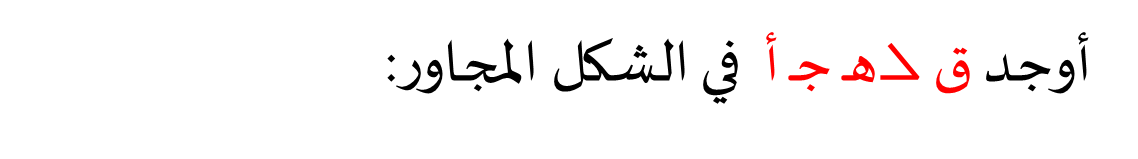 أوجد ق ∠ هـ جـ أ في الشكل المجاور: